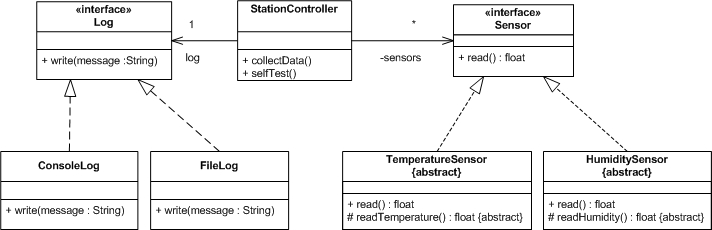 «interface»
Log
+ write(message :String)
1
log
StationController
+ collectData()
+ selfTest()
*
-sensors
«interface»
Sensor
+ read() : float
ConsoleLog
+ write(message : String)
FileLog
+ write(message : String)
TemperatureSensor
{abstract}
+ read() : float
# readTemperature() : float {abstract}
HumiditySensor
{abstract}
+ read() : float
# readHumidity() : float {abstract}